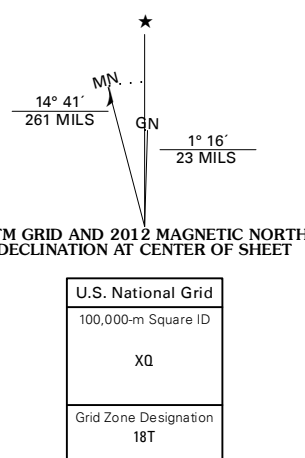 ★
MN
14° 41´
261 MILS
GN
1° 16´
23 MILS
TM GRID AND 2012 MAGNETIC NORTH
DECLINATION AT CENTER OF SHEET
U.S. National Grid
100,000-m Square ID
XQ
Grid Zone Designation
18T